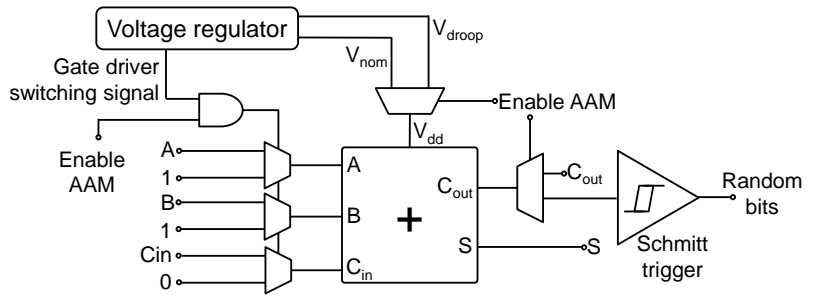 Voltage regulator
Vdroop
Vnom
Gate driver
switching signal
Enable AAM
Vdd
Enable
AAM
A
1
B
1
Cin
0
A
B
Cin
+
Cout
S
Cout
S
Schmitt
trigger
Random
bits